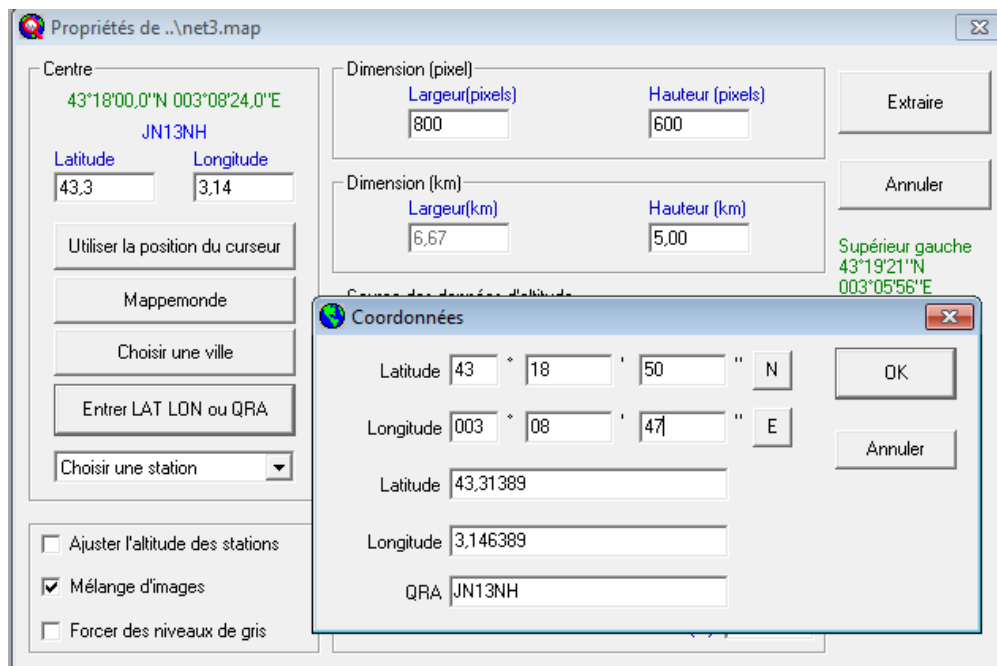 Propriétés de ..\net3.map
Centre
43°18'00,0"N 003°08'24,0"E
JN13NH
Latitude Longitude
43,3 3,14
Utiliser la position du curseur
Mappemonde
Choisir une ville
Entrer LAT LON ou QRA
Choisir une station
Ajuster l'altitude des stations
Mélange d'images
Forcer des niveaux de gris
Dimension (pixel)
Largeur(pixels) Hauteur (pixels)
800 600
Dimension (km)
Largeur(km) Hauteur (km)
6,67 5,00
Source des données d'altitude
Extraire
Annuler
Supérieur gauche
43°19'21"N
003°05'56"E
Coordonnées
Latitude 43 ° 18 ' 50 " N
Longitude 003 ° 08 ' 47 " E
Latitude 43,31389
Longitude 3,146389
QRA JN13NH
OK
Annuler